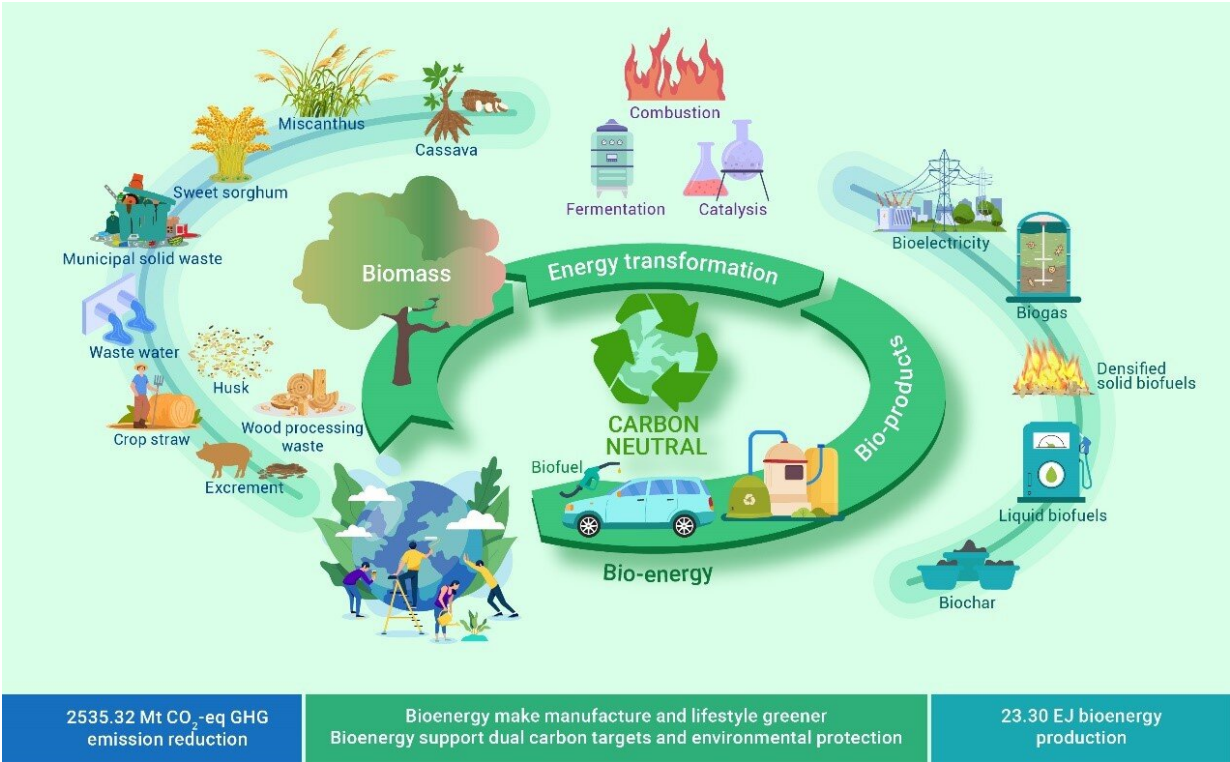 Miscanthus
Cassava
Sweet sorghum
Municipal solid waste
Waste water
Husk
Crop straw
Wood processing
waste
Excrement
Combustion
Fermentation
Catalysis
Biomass
Energy transformation
Bio-products
CARBON
NEUTRAL
Biofuel
Bio-energy
Bioelectricity
Biogas
Densified
solid biofuels
Liquid biofuels
Biochar
2535.32 Mt CO₂-eq GHG
emission reduction
Bioenergy make manufacture and lifestyle greener
Bioenergy support dual carbon targets and environmental protection
23.30 EJ bioenergy
production